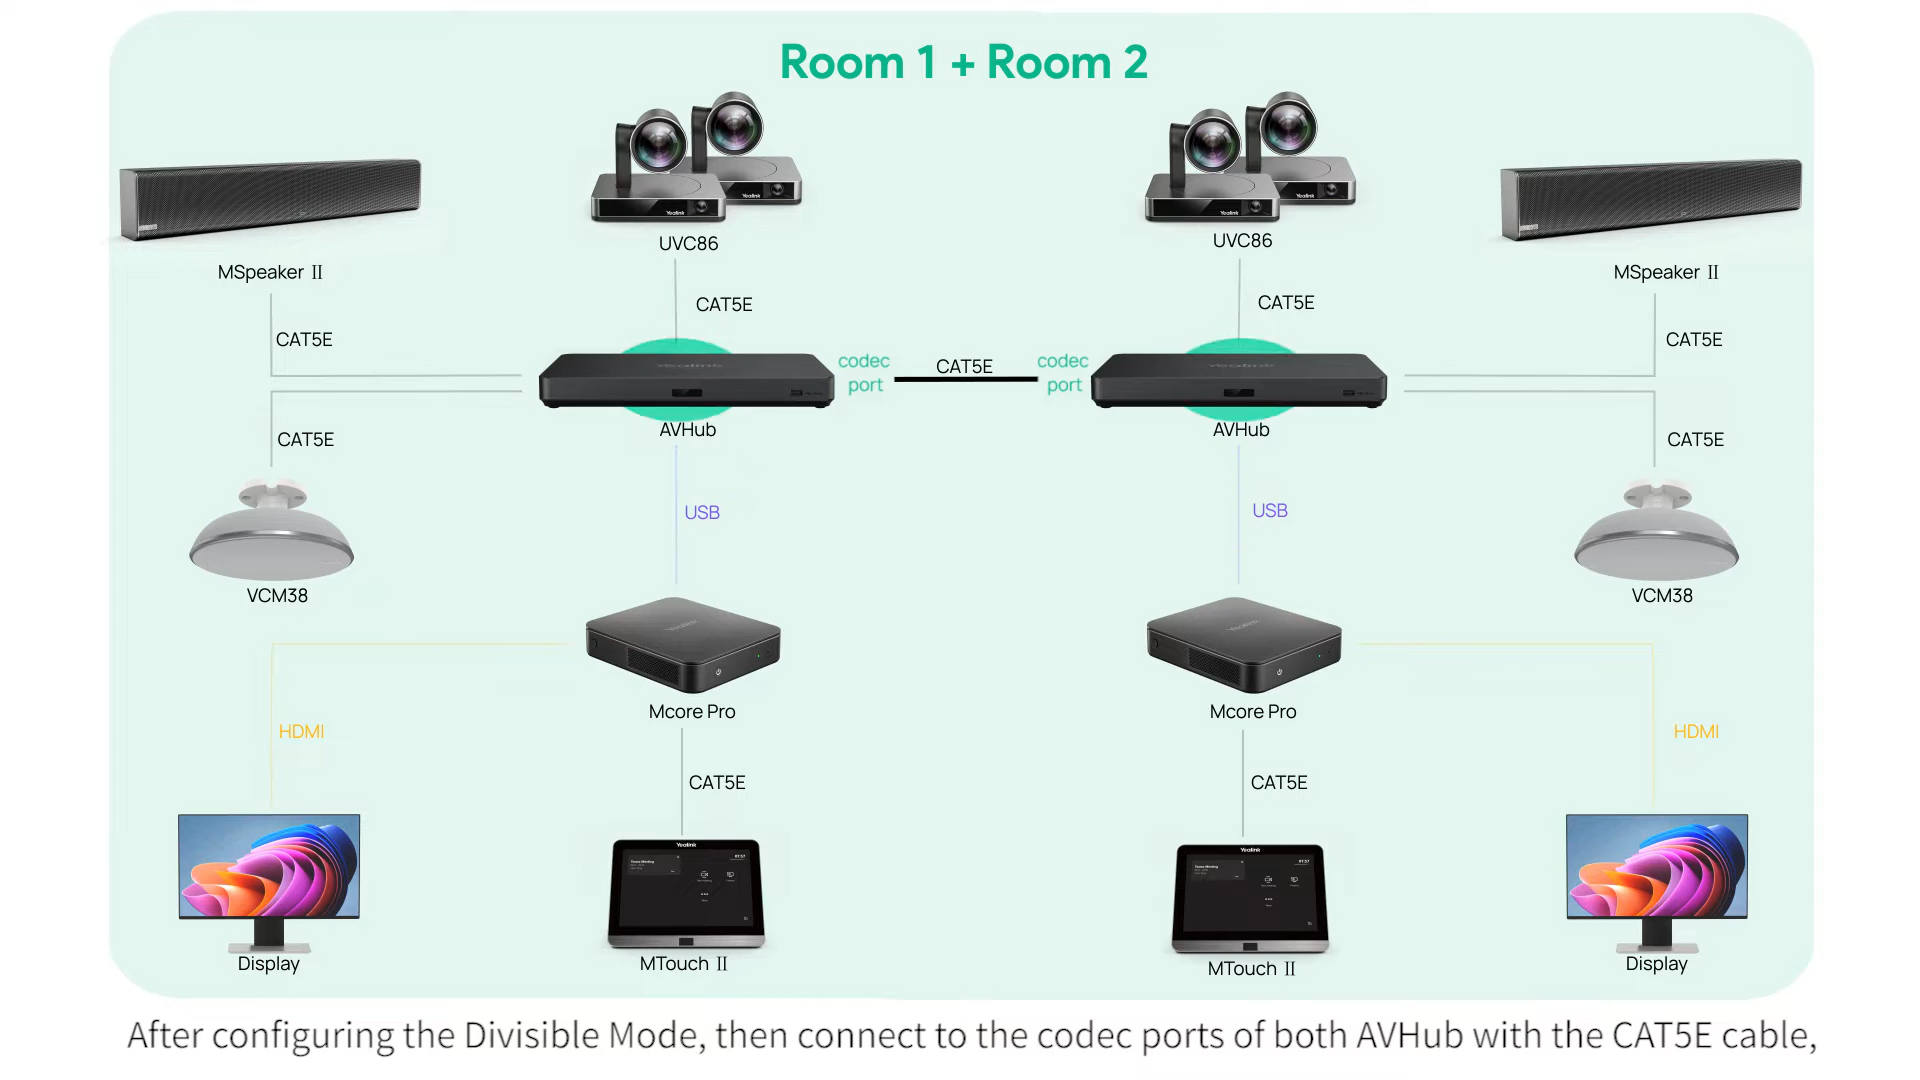 Room 1 + Room 2
MSpeaker Ⅱ
UVC86
UVC86
MSpeaker Ⅱ
CAT5E
CAT5E
CAT5E
CAT5E
codec
port
CAT5E
codec
port
AVHub
AVHub
CAT5E
CAT5E
USB
USB
VCM38
VCM38
Mcore Pro
Mcore Pro
HDMI
HDMI
CAT5E
CAT5E
Yealink
Yealink
Display
MTouch Ⅱ
MTouch Ⅱ
Display
After configuring the Divisible Mode, then connect to the codec ports of both AVHub with the CAT5E cable,